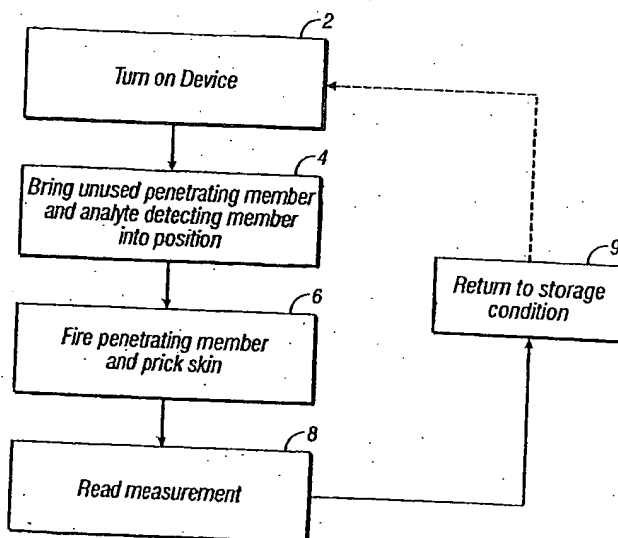 2
Turn on Device
4
Bring unused penetrating member
and analyte detecting member
into position
6
Fire penetrating member
and prick skin
8
Read measurement
9
Return to storage
condition